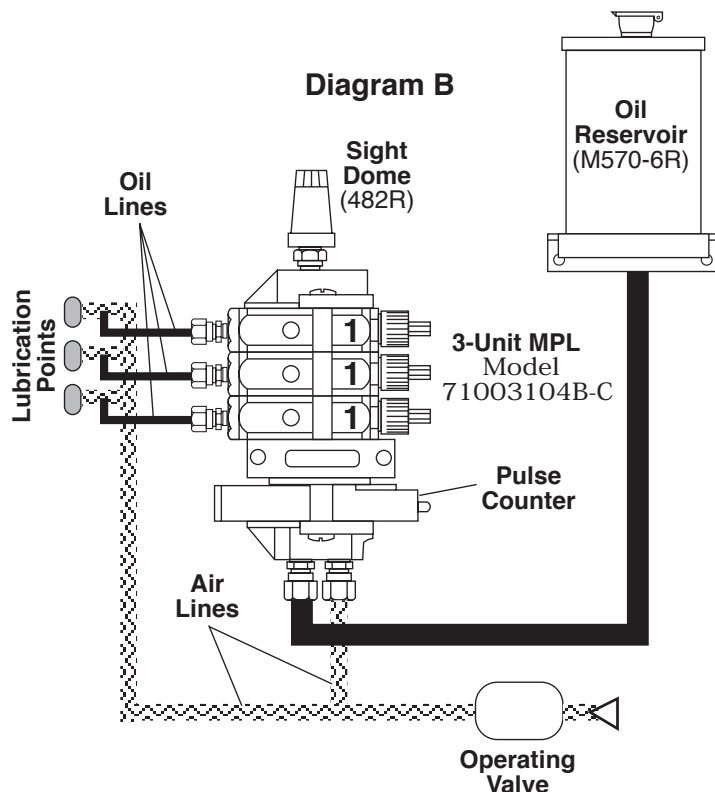 Diagram B
Oil
Reservoir
(M570-6R)
Sight
Dome
(482R)
Oil
Lines
Lubrication
Points
1
1
1
3-Unit MPL
Model
71003104B-C
Pulse
Counter
Air
Lines
Operating
Valve